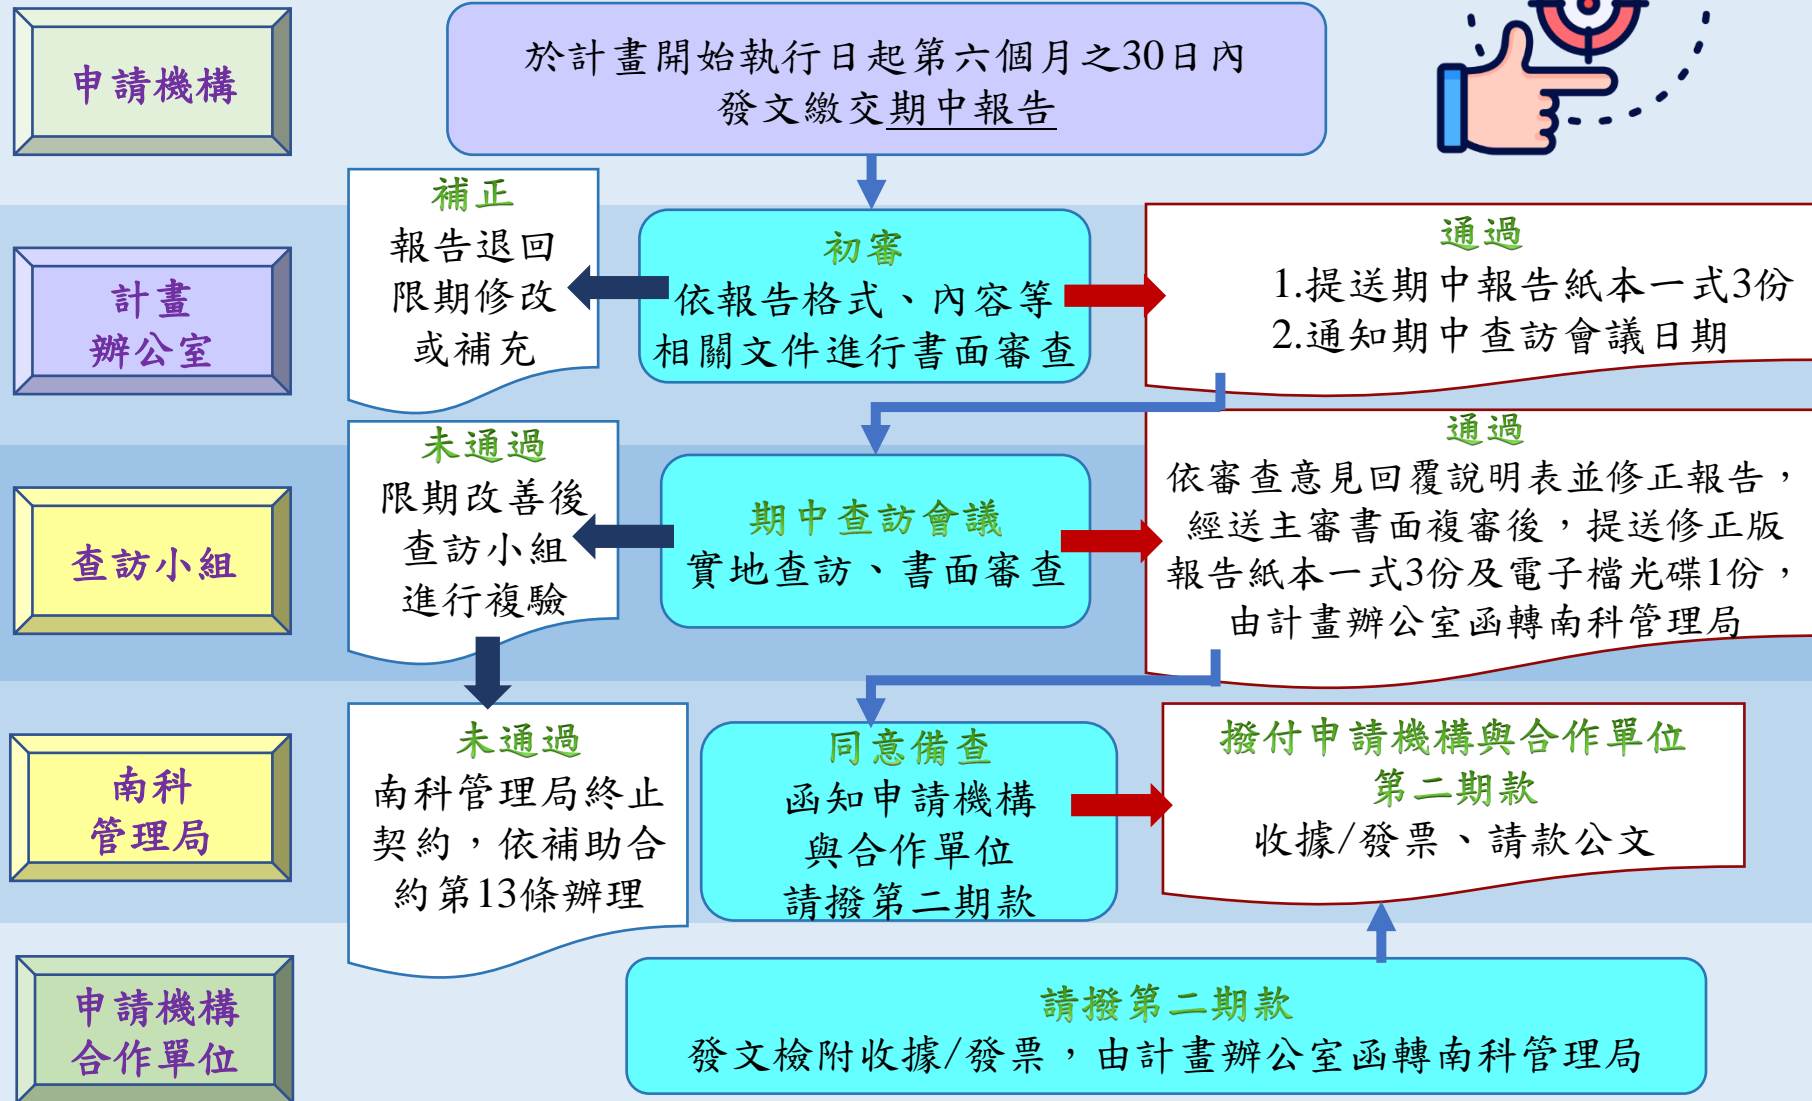 申請機構
於計畫開始執行日起第六個月之30日內
發文繳交期中報告
計畫
辦公室
補正
報告退回
限期修改
或補充
初審
依報告格式、內容等
相關文件進行書面審查
通過
1.提送期中報告紙本一式3份
2.通知期中查訪會議日期
查訪小組
未通過
限期改善後
查訪小組
進行複驗
期中查訪會議
實地查訪、書面審查
通過
依審查意見回覆說明表並修正報告，
經送主審書面複審後，提送修正版
報告紙本一式3份及電子檔光碟1份，
由計畫辦公室函轉南科管理局
南科
管理局
未通過
南科管理局終止
契約，依補助合
約第13條辦理
同意備查
函知申請機構
與合作單位
請撥第二期款
撥付申請機構與合作單位
第二期款
收據/發票、請款公文
申請機構
合作單位
請撥第二期款
發文檢附收據/發票，由計畫辦公室函轉南科管理局